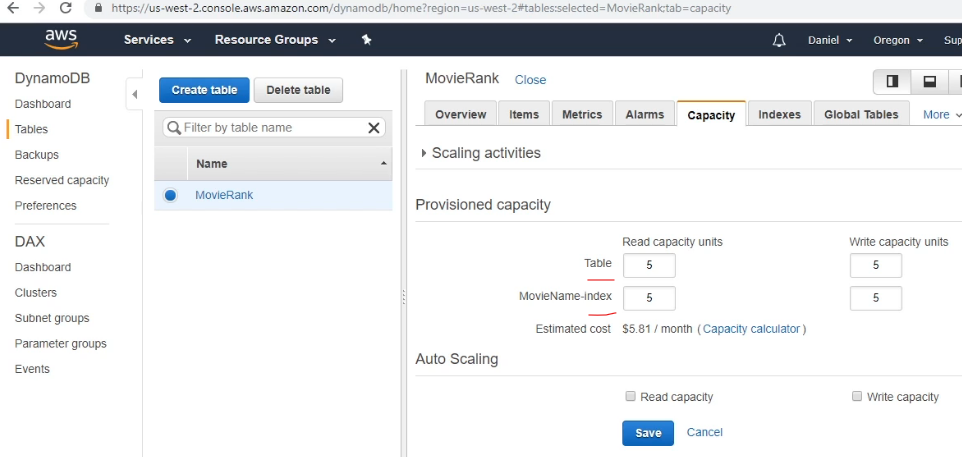 https://us-west-2.console.aws.amazon.com/dynamodb/home?region=us-west-2#tables:selected=MovieRank;tab=capacity
aws Services Resource Groups Daniel Oregon Sup
DynamoDB
Dashboard
Tables
Backups
Reserved capacity
Preferences
DAX
Dashboard
Clusters
Subnet groups
Parameter groups
Events
Create table Delete table
Filter by table name
Name
MovieRank
MovieRank Close
Overview Items Metrics Alarms Capacity Indexes Global Tables More
Scaling activities
Provisioned capacity
Read capacity units Write capacity units
Table 5 5
MovieName-index 5 5
Estimated cost $5.81 / month ( Capacity calculator )
Auto Scaling
Read capacity Write capacity
Save Cancel